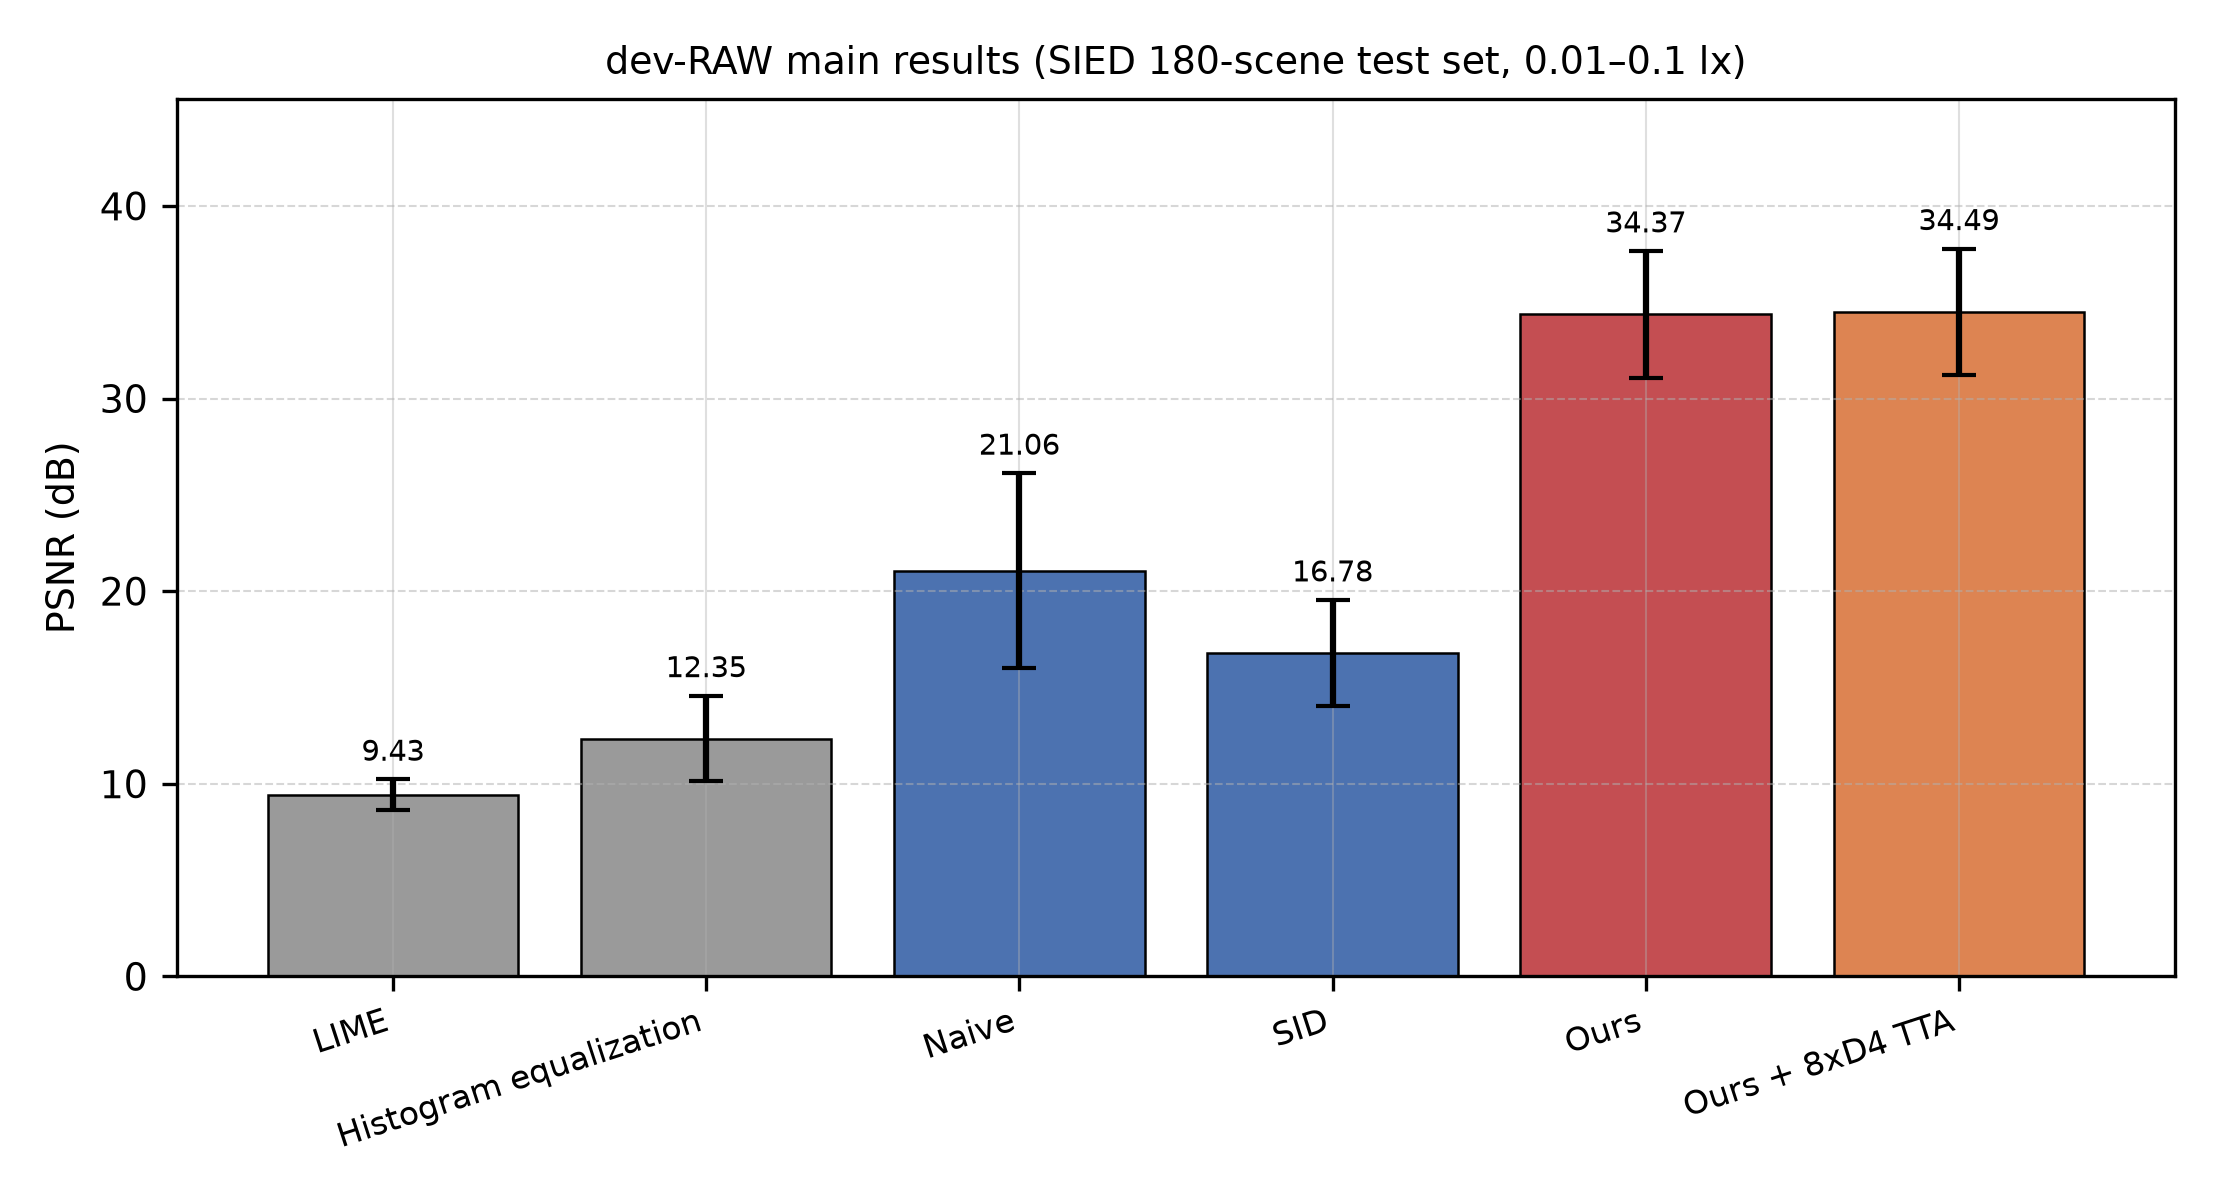 dev-RAW main results (SIED 180-scene test set, 0.01–0.1 lx)
PSNR (dB)
40
30
20
10
0
9.43
12.35
21.06
16.78
34.37
34.49
LIME
Histogram equalization
Naive
SID
Ours
Ours + 8xD4 TTA